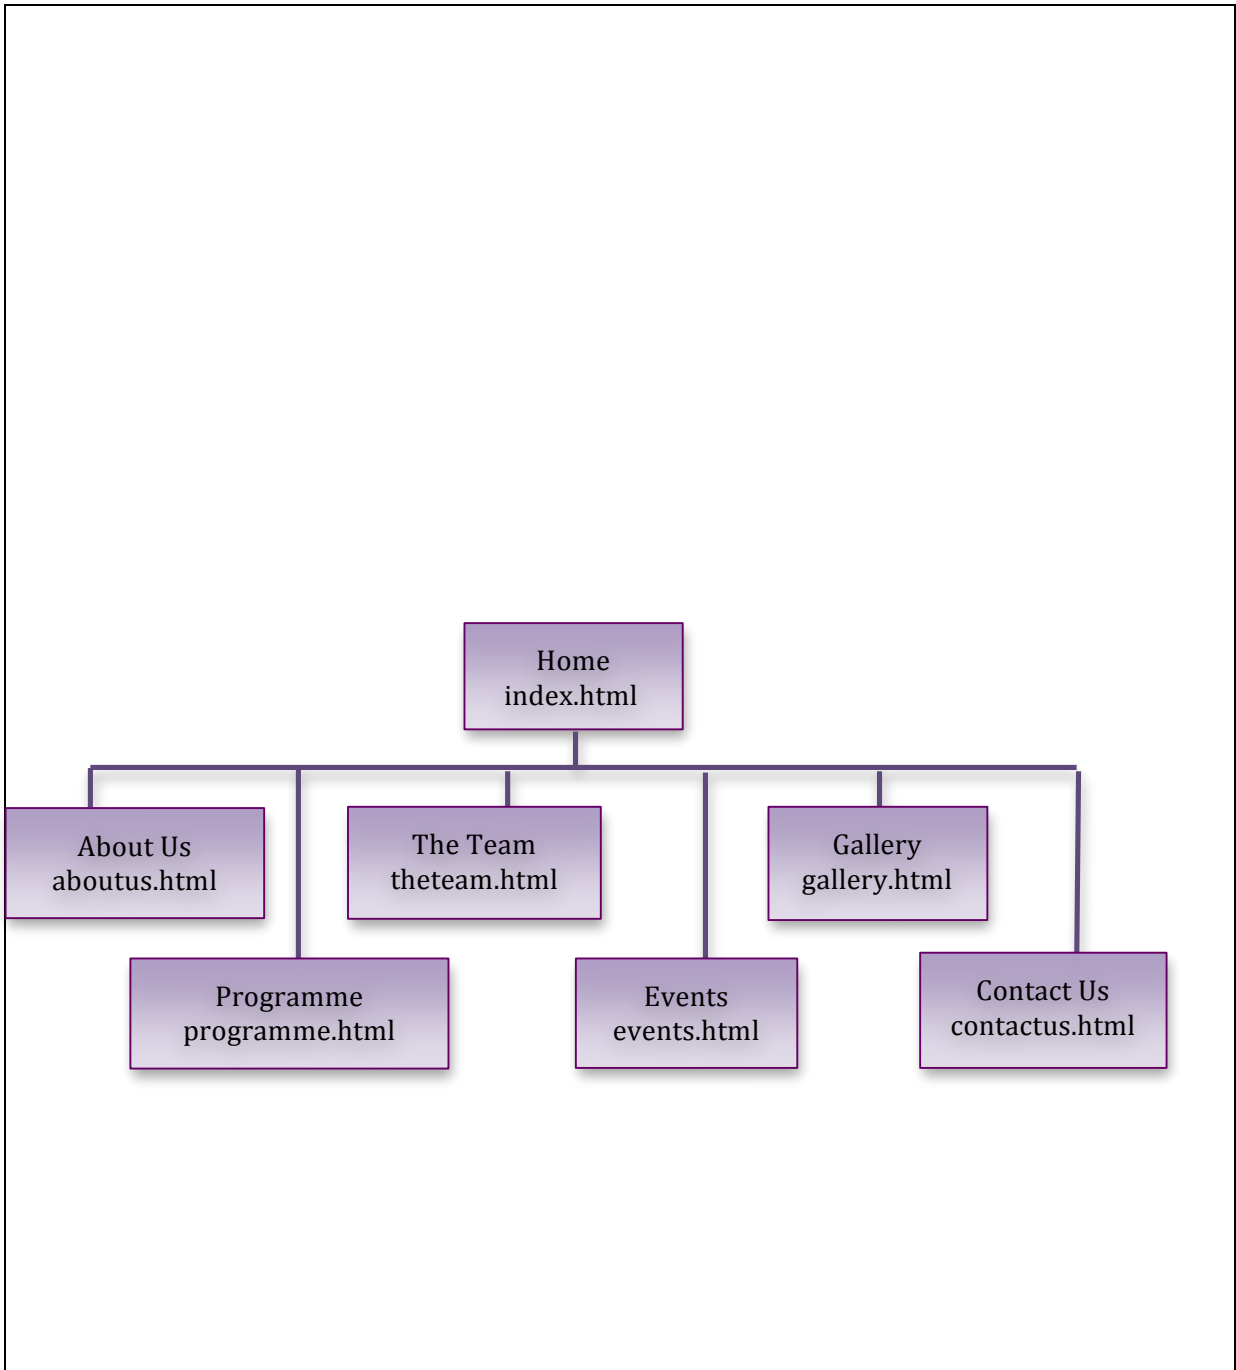 Home
index.html
About Us
aboutus.html
The Team
theteam.html
Gallery
gallery.html
Programme
programme.html
Events
events.html
Contact Us
contactus.html